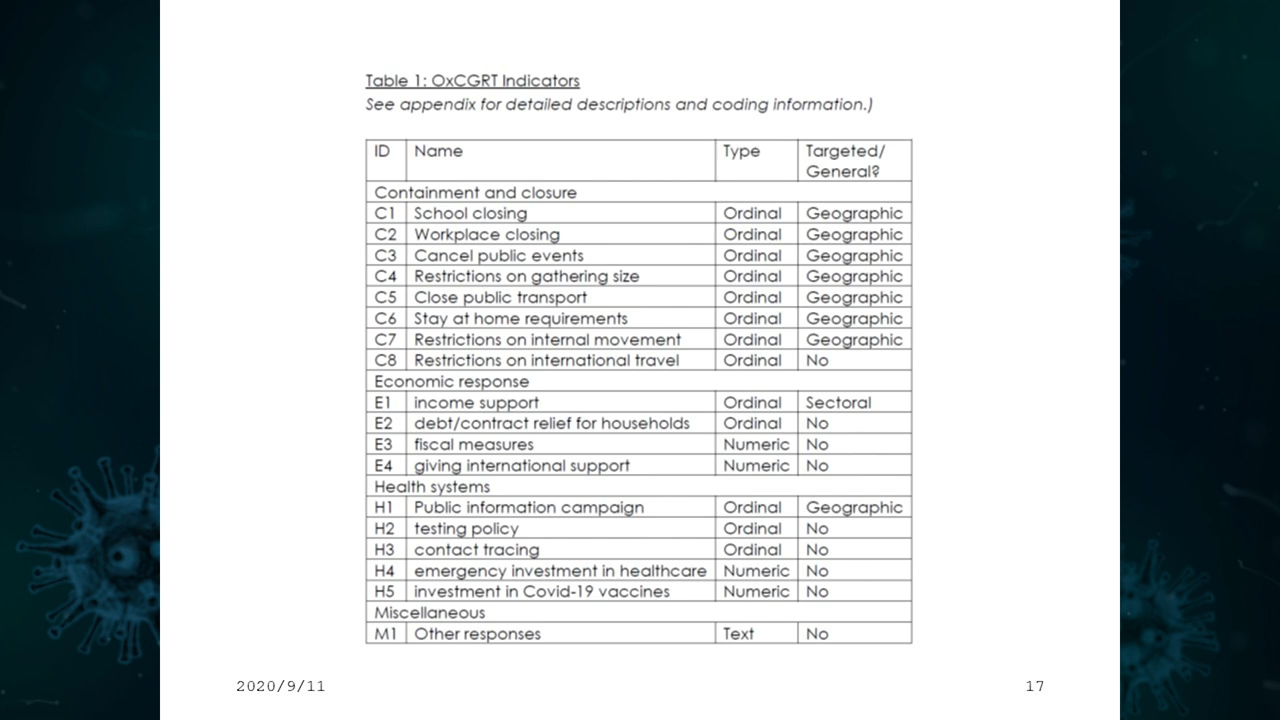 Table 1: OxCGRT Indicators
See appendix for detailed descriptions and coding information.)
ID Name Type Targeted/
General?
Containment and closure
C1 School closing Ordinal Geographic
C2 Workplace closing Ordinal Geographic
C3 Cancel public events Ordinal Geographic
C4 Restrictions on gathering size Ordinal Geographic
C5 Close public transport Ordinal Geographic
C6 Stay at home requirements Ordinal Geographic
C7 Restrictions on internal movement Ordinal Geographic
C8 Restrictions on international travel Ordinal No
Economic response
E1 income support Ordinal Sectoral
E2 debt/contract relief for households Ordinal No
E3 fiscal measures Numeric No
E4 giving international support Numeric No
Health systems
H1 Public information campaign Ordinal Geographic
H2 testing policy Ordinal No
H3 contact tracing Ordinal No
H4 emergency investment in healthcare Numeric No
H5 investment in Covid-19 vaccines Numeric No
Miscellaneous
M1 Other responses Text No
2020/9/11 17